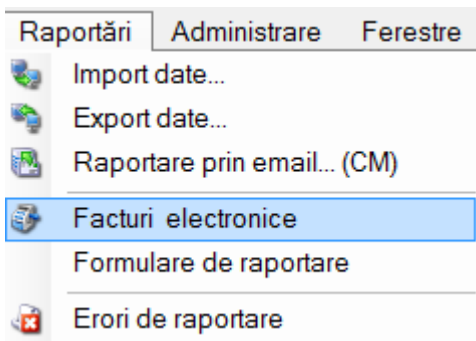 Raportări Administrare Ferestre
Import date...
Export date...
Raportare prin email... (CM)
Facturi electronice
Formulare de raportare
Erori de raportare